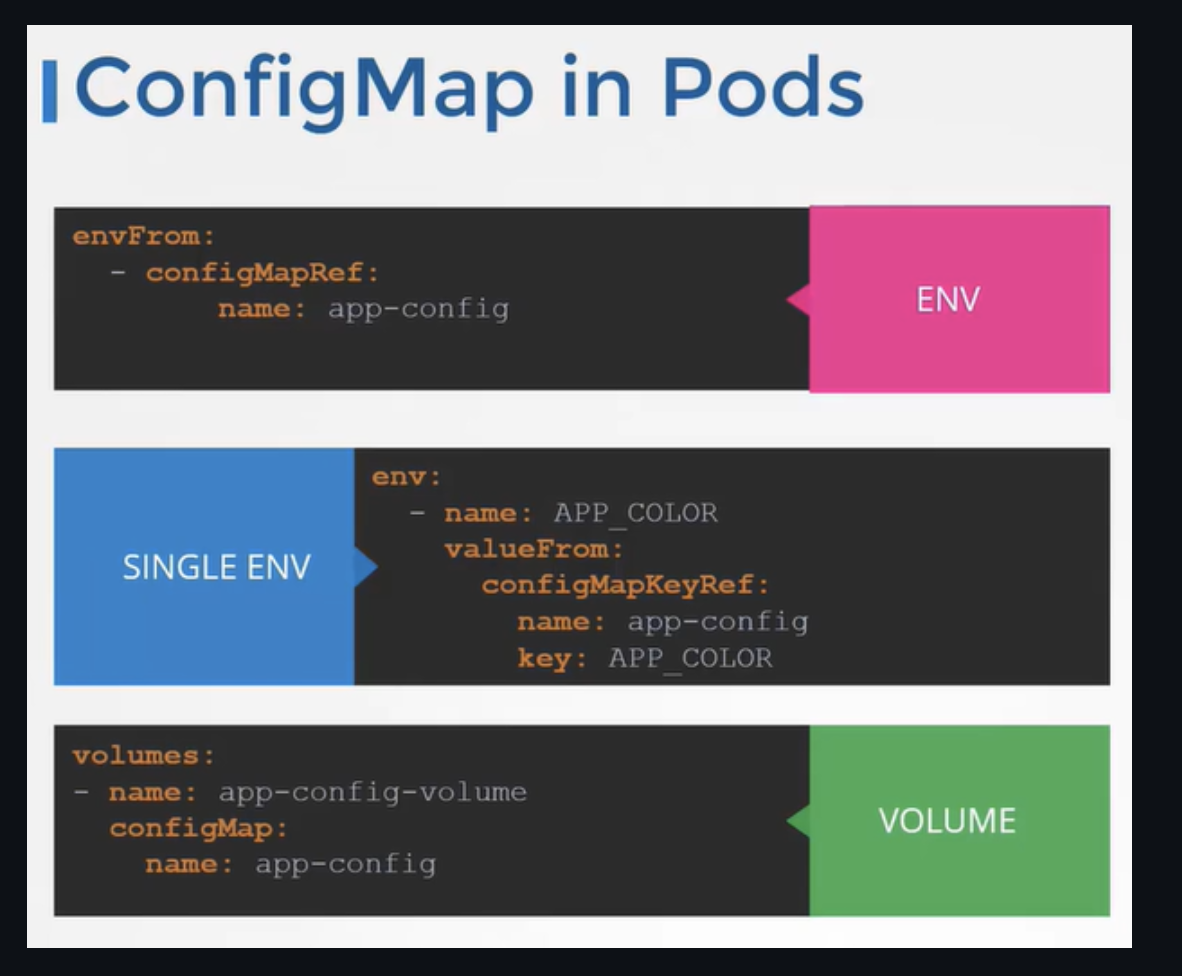 ConfigMap in Pods
envFrom:
  - configMapRef:
        name: app-config
ENV
SINGLE ENV
env:
  - name: APP_COLOR
    valueFrom:
      configMapKeyRef:
        name: app-config
        key: APP_COLOR
volumes:
- name: app-config-volume
  configMap:
    name: app-config
VOLUME